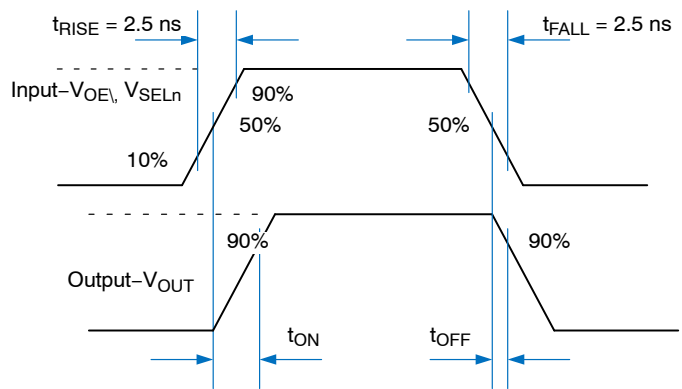 tRISE = 2.5 ns
tFALL = 2.5 ns
Input–VOE\, VSELn
90%
50%
50%
10%
90%
90%
Output–VOUT
tON
tOFF